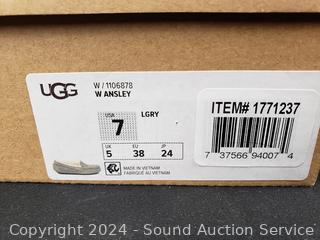 UGG
W / 1106878
W ANSLEY
USA
7
LGRY
UK
5
EU
38
JP
24
MADE IN VIETNAM
FABRIQUÉ AU VIETNAM
ITEM# 1771237
7 37566 94007 4
Copyright © 2024 - Sound Auction Service